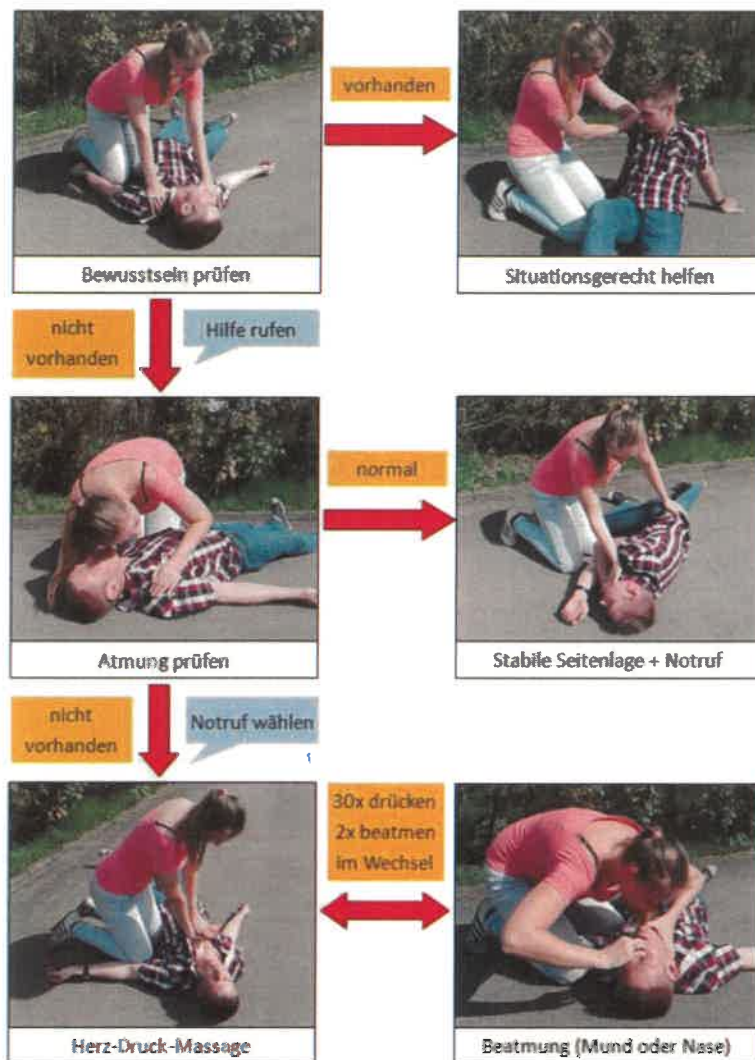 vorhanden
Bewusstsein prüfen
Situationsgerecht helfen
nicht
vorhanden
Hilfe rufen
normal
Atmung prüfen
Stabile Seitenlage + Notruf
nicht
vorhanden
Notruf wählen
30x drücken
2x beatmen
im Wechsel
Herz-Druck-Massage
Beatmung (Mund oder Nase)